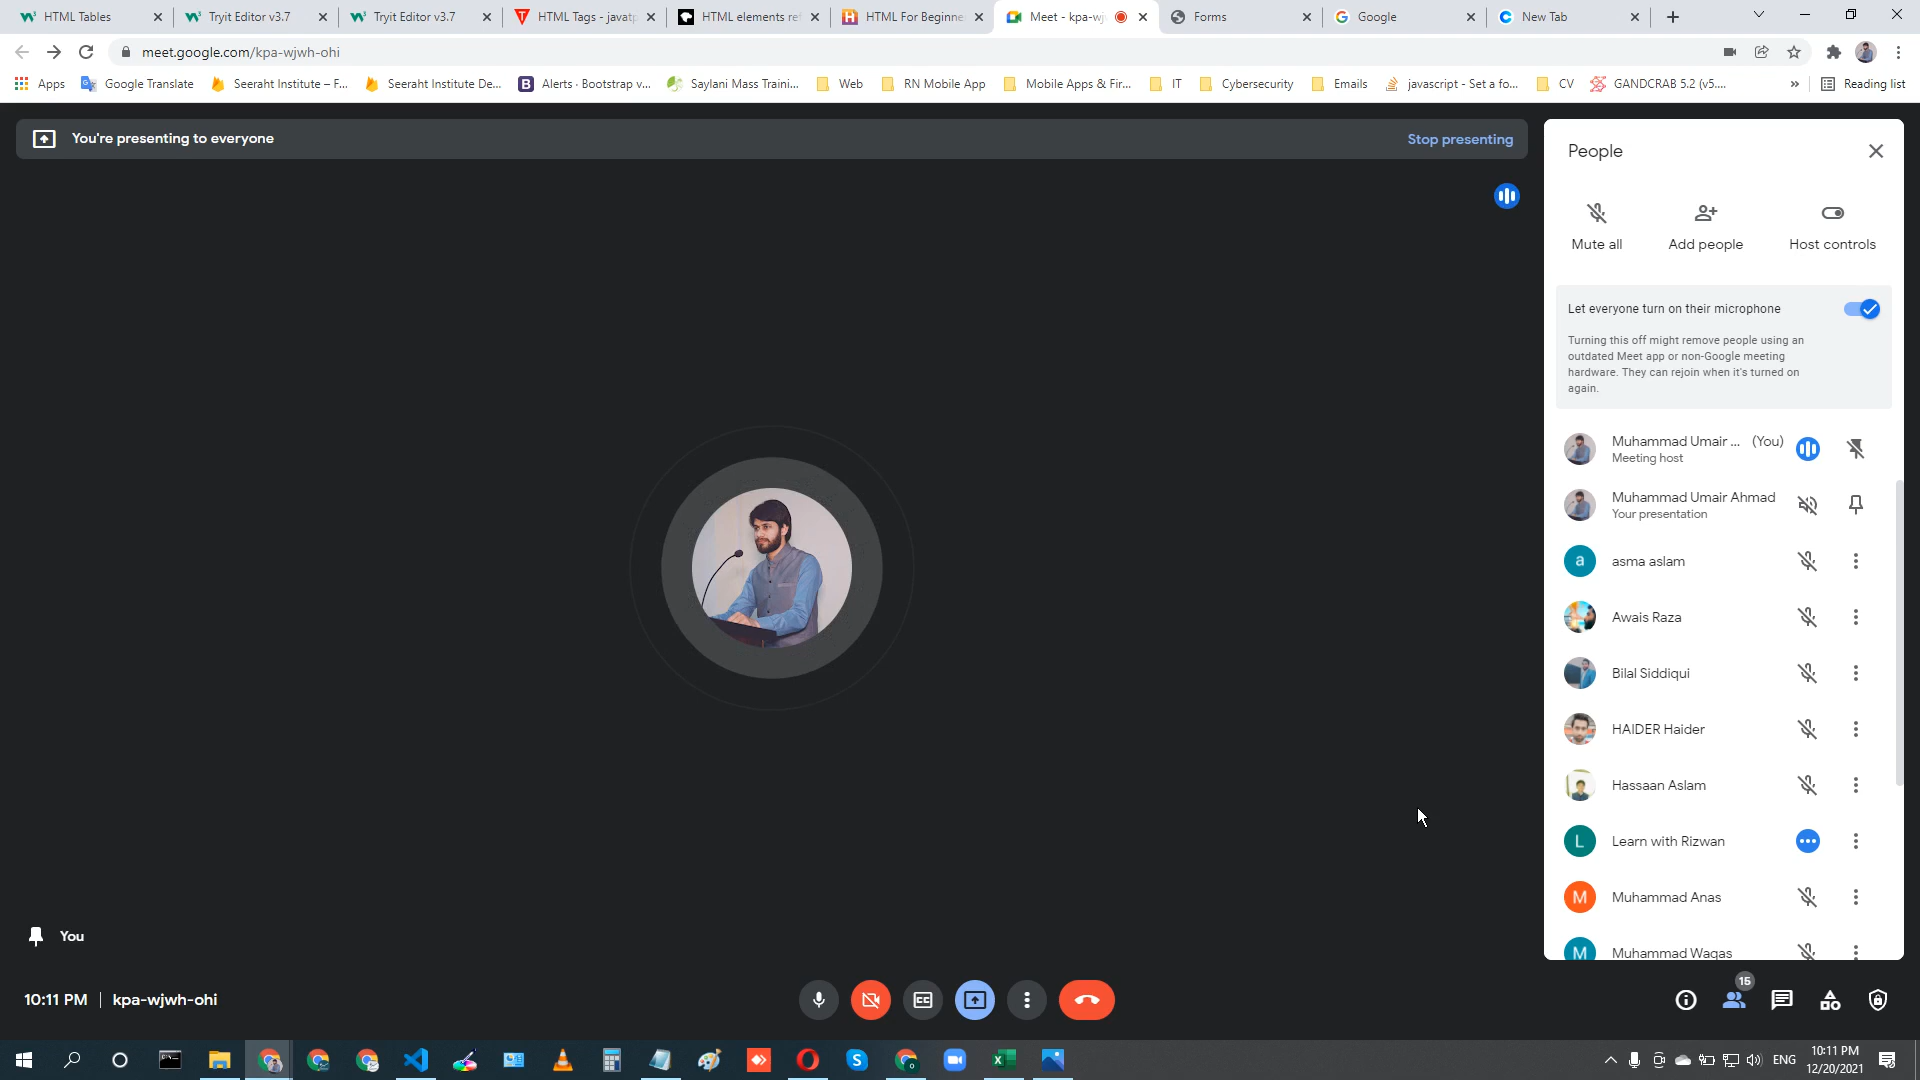 HTML Tables
Tryit Editor v3.7
Tryit Editor v3.7
HTML Tags - javatp
HTML elements re
HTML For Beginne
Meet - kpa-wj
Forms
Google
New Tab
meet.google.com/kpa-wjwh-ohi
Apps
Google Translate
Seeraht Institute – F...
Seeraht Institute De...
Alerts · Bootstrap v...
Saylani Mass Traini...
Web
RN Mobile App
Mobile Apps & Fir...
IT
Cybersecurity
Emails
javascript - Set a fo...
CV
GANDCRAB 5.2 (v5....
»
Reading list
You're presenting to everyone
Stop presenting
People
Mute all
Add people
Host controls
Let everyone turn on their microphone
Turning this off might remove people using an
outdated Meet app or non-Google meeting
hardware. They can rejoin when it's turned on
again.
Muhammad Umair ... (You)
Meeting host
Muhammad Umair Ahmad
Your presentation
a asma aslam
Awais Raza
Bilal Siddiqui
HAIDER Haider
Hassaan Aslam
L Learn with Rizwan
M Muhammad Anas
M Muhammad Waqas
You
10:11 PM | kpa-wjwh-ohi
CC
15
ENG
10:11 PM
12/20/2021